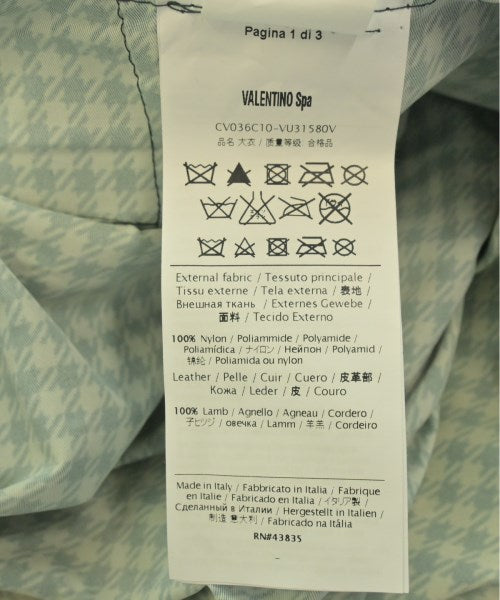 Pagina 1 di 3
VALENTINO Spa
CV036C10-VU31580V
品名 大衣 / 质量等级 合格品
External fabric / Tessuto principale /
Tissu externe / Tela externa / 表地 /
Внешная ткань / Externes Gewebe /
面料 / Tecido Externo
100% Nylon / Poliammide / Polyamide /
Poliamídica / ナイロン / Нейлон / Polyamid /
锦纶 / Poliamida ou nylon
Leather / Pelle / Cuir / Cuero / 皮革部 /
Кожа / Leder / 皮 / Couro
100% Lamb / Agnello / Agneau / Cordero /
子ヒツジ / овечка / Lamm / 羊羔 / Cordeiro
Made in Italy / Fabbricato in Italia / Fabrique
en Italie / Fabricado en Italia / イタリア製 /
Сделанный в Италии / Hergestellt in Italien /
制造 意大利 / Fabricado na Itália
RN#43835